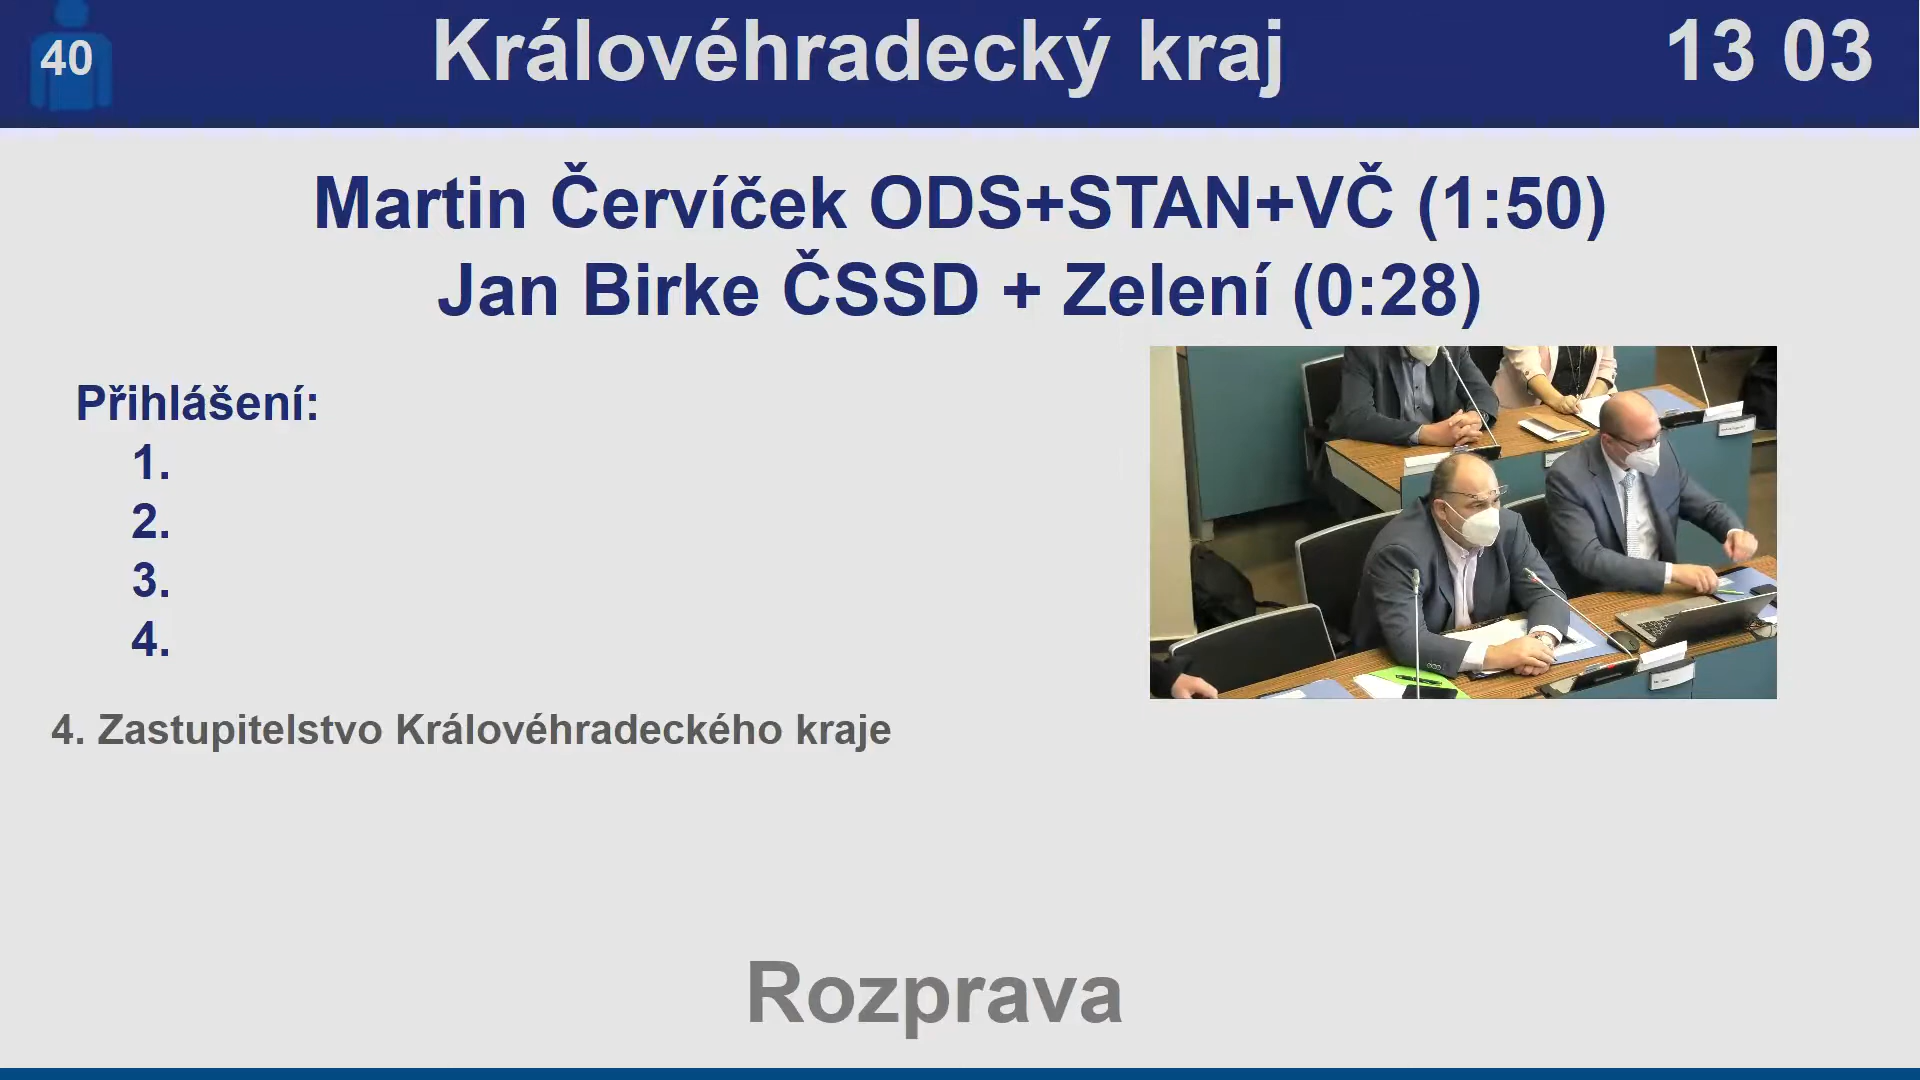 40
Královéhradecký kraj
13 03
Martin Červíček ODS+STAN+VČ (1:50)
Jan Birke ČSSD + Zelení (0:28)
Přihlášení:
1.
2.
3.
4.
4. Zastupitelstvo Královéhradeckého kraje
Rozprava